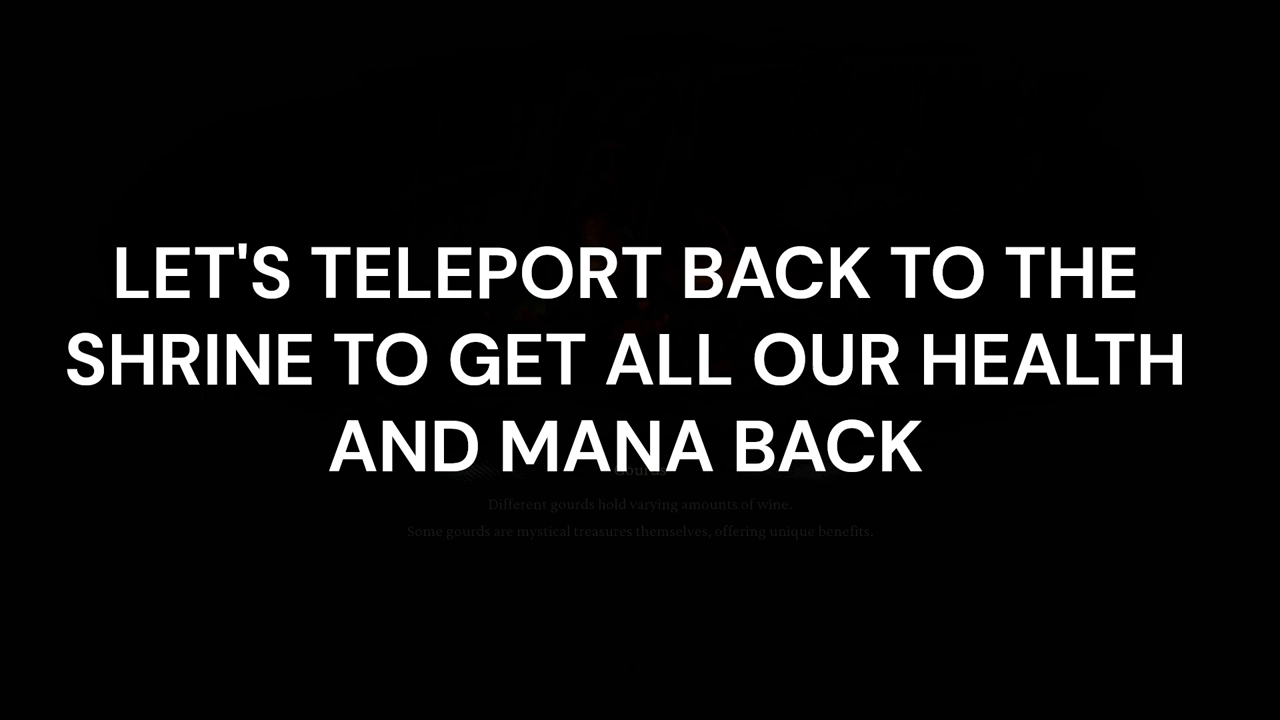 LET'S TELEPORT BACK TO THE
SHRINE TO GET ALL OUR HEALTH
AND MANA BACK
Gourds
Different gourds hold varying amounts of wine.
Some gourds are mystical treasures themselves, offering unique benefits.